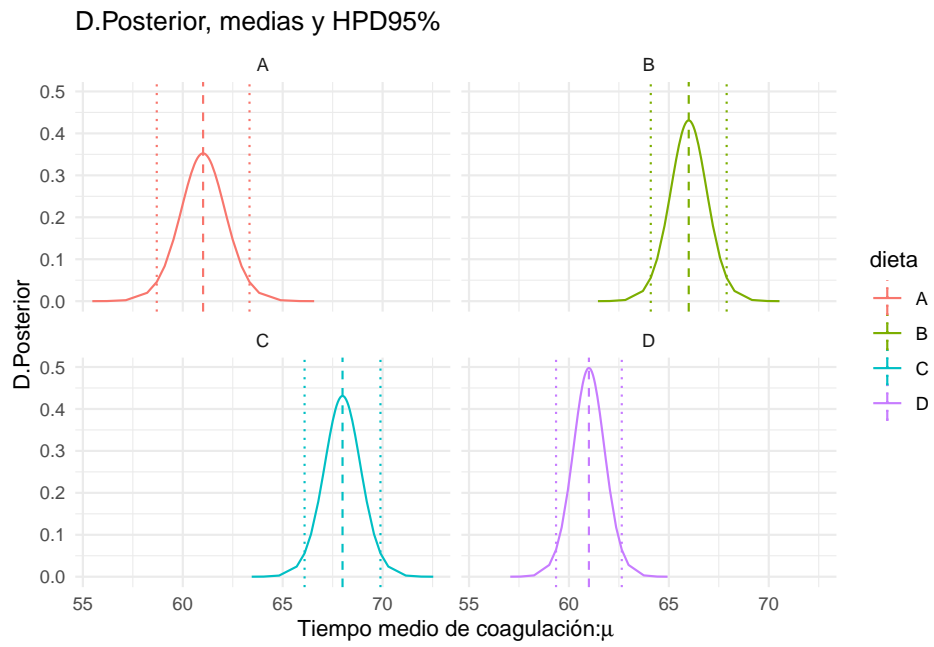 D.Posterior, medias y HPD95%
A
B
0.5
0.4
0.3
0.2
0.1
0.0
C
D
0.5
0.4
0.3
0.2
0.1
0.0
55
60
65
70
55
60
65
70
D.Posterior
Tiempo medio de coagulación:μ
dieta
A
B
C
D